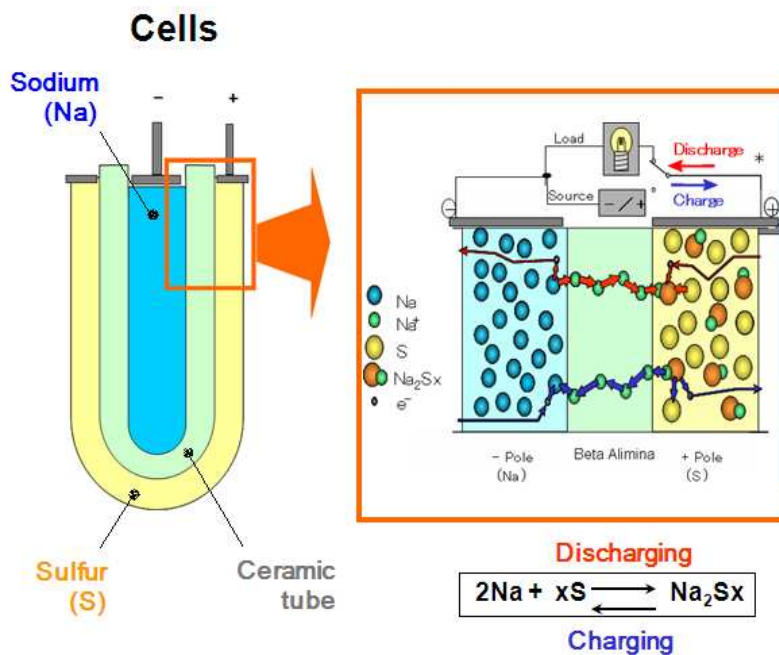 Cells
Sodium
(Na)
−
+
Load
Discharge
*
Source
− / +
Charge
−
+
Na
Na+
S
Na2Sx
e−
− Pole
(Na)
Beta Alimina
+ Pole
(S)
Sulfur
(S)
Ceramic
tube
Discharging
2Na + xS Na2Sx
Charging